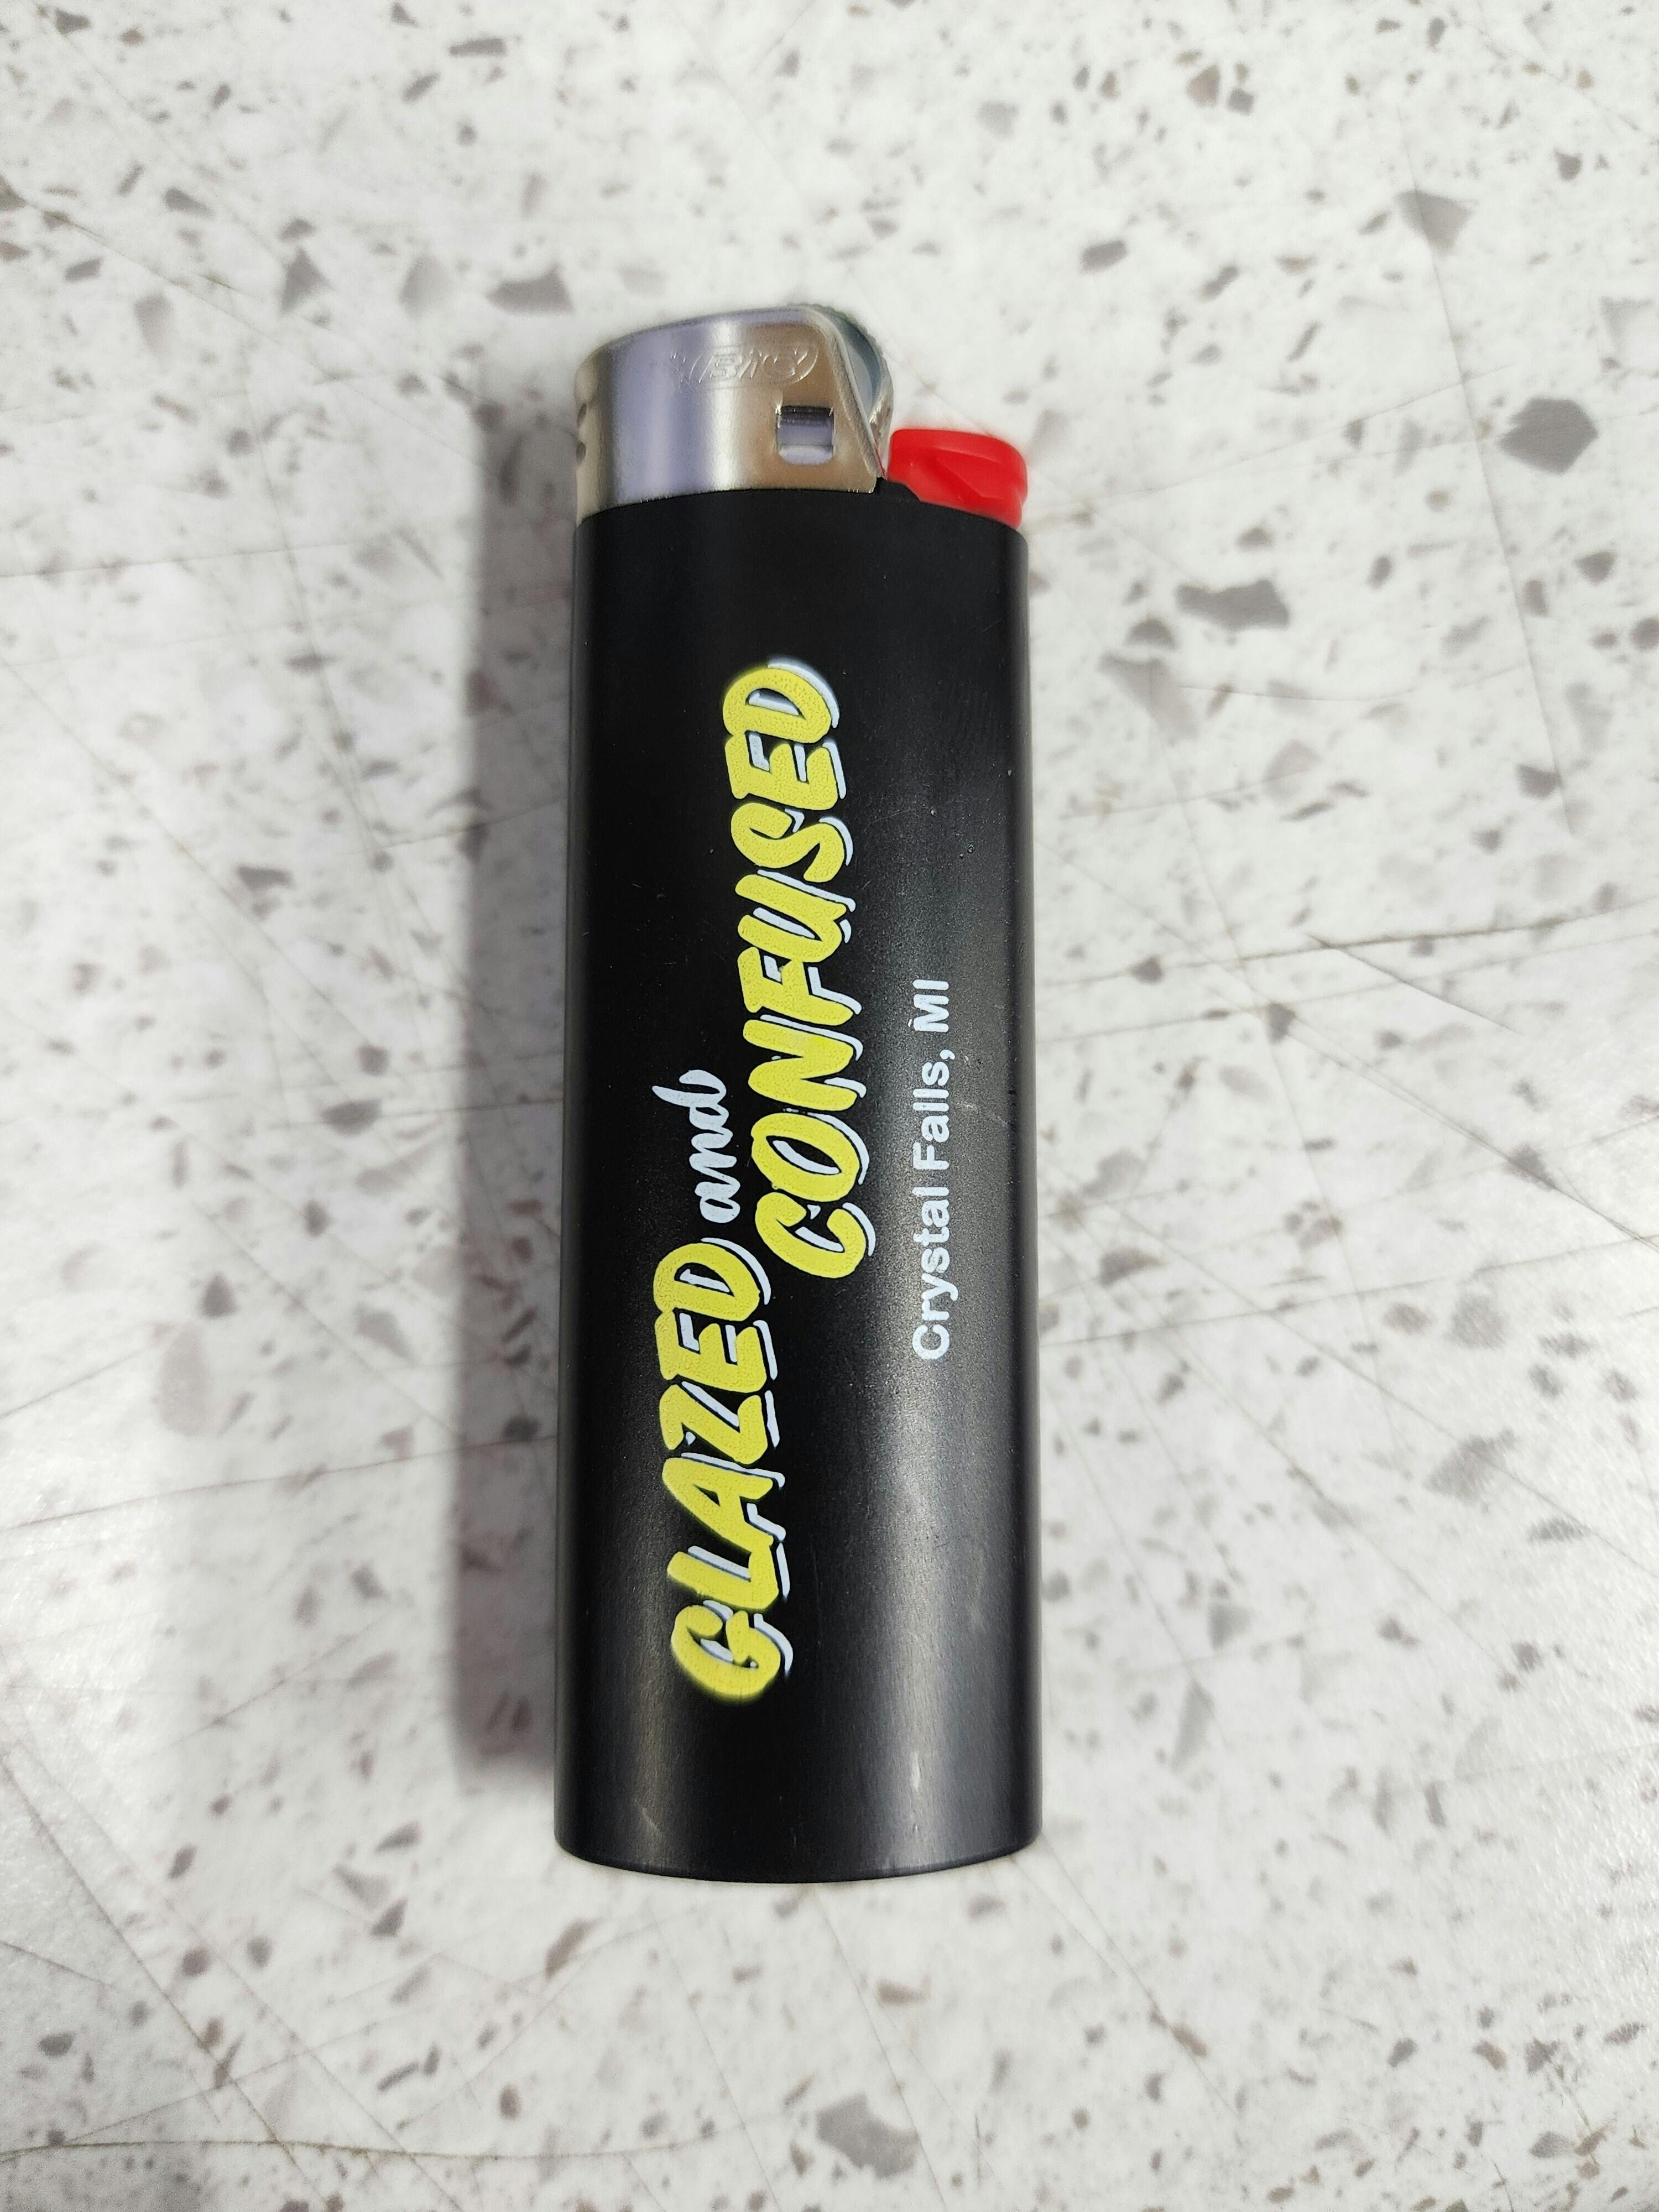 BIC
GLAZED and
CONFUSED
Crystal Falls, MI